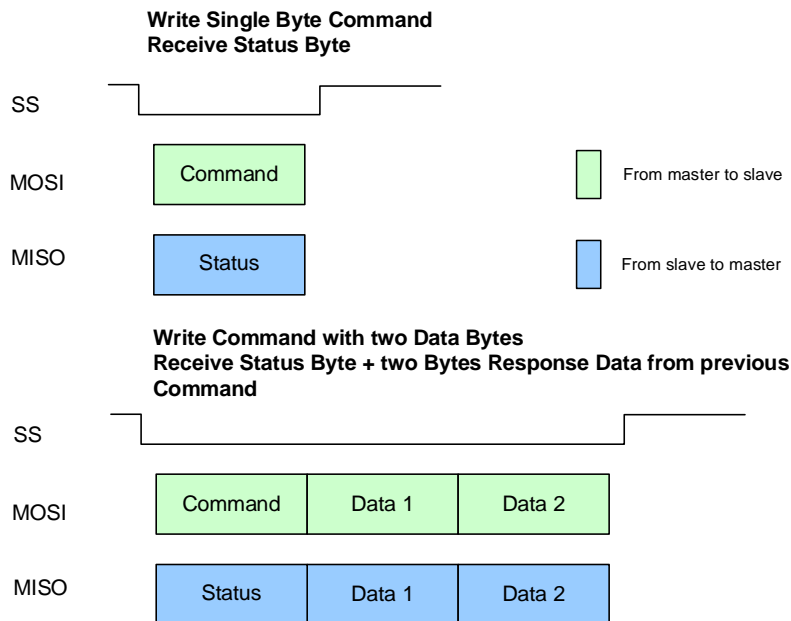 Write Single Byte Command
Receive Status Byte
SS
MOSI
Command
From master to slave
MISO
Status
From slave to master
Write Command with two Data Bytes
Receive Status Byte + two Bytes Response Data from previous
Command
SS
MOSI
Command
Data 1
Data 2
MISO
Status
Data 1
Data 2